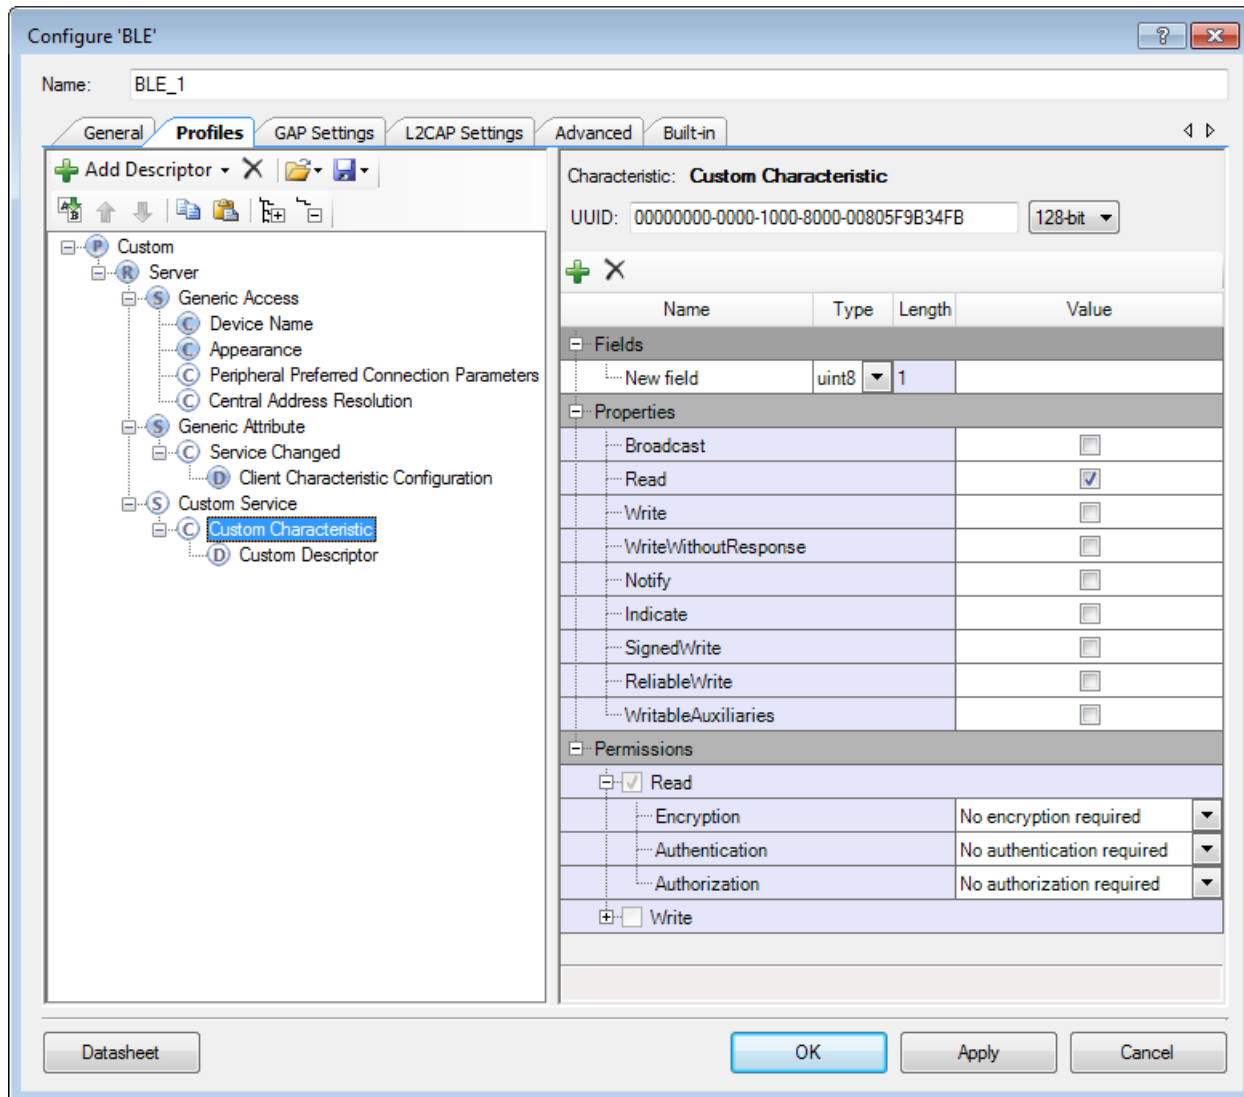 Configure 'BLE'
Name: BLE_1
General Profiles GAP Settings L2CAP Settings Advanced Built-in
Add Descriptor
Custom
Server
Generic Access
Device Name
Appearance
Peripheral Preferred Connection Parameters
Central Address Resolution
Generic Attribute
Service Changed
Client Characteristic Configuration
Custom Service
Custom Characteristic
Custom Descriptor
Characteristic: Custom Characteristic
UUID: 00000000-0000-1000-8000-00805F9B34FB 128-bit
Name Type Length Value
Fields
New field uint8 1
Properties
Broadcast
Read
Write
WriteWithoutResponse
Notify
Indicate
SignedWrite
ReliableWrite
WritableAuxiliaries
Permissions
Read
Encryption No encryption required
Authentication No authentication required
Authorization No authorization required
Write
Datasheet OK Apply Cancel